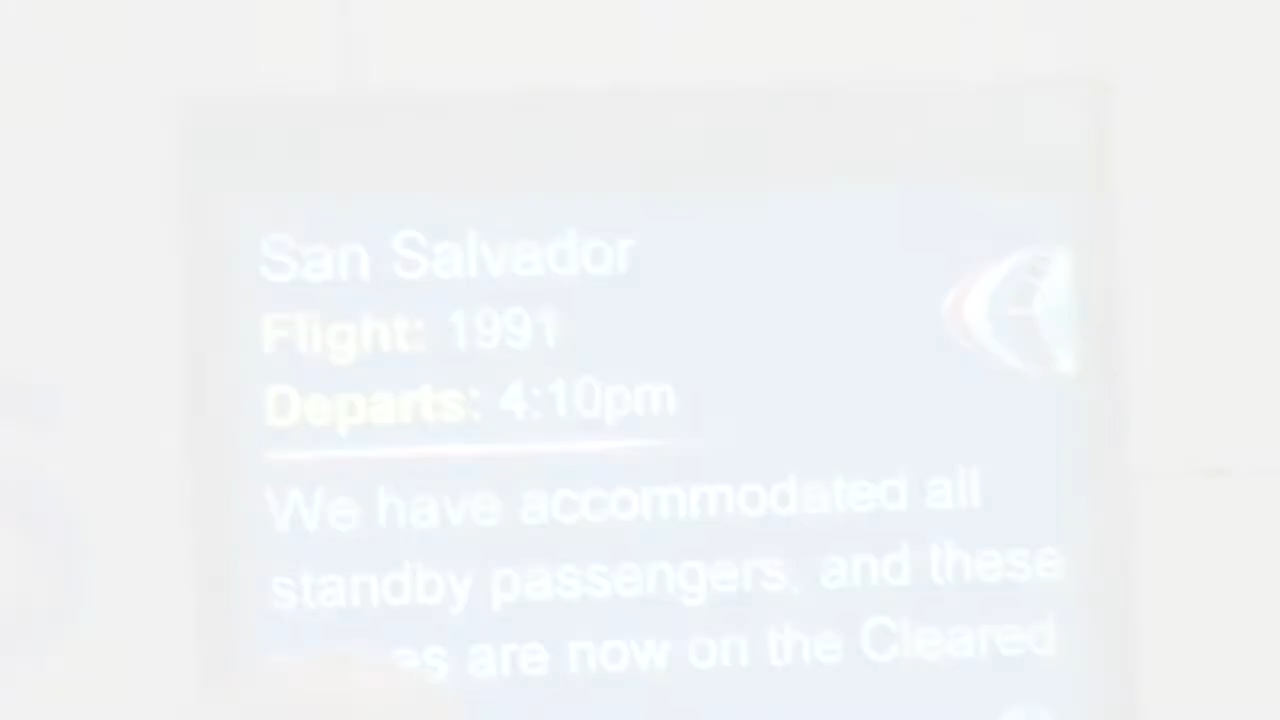 San Salvador
Flight: 1991
Departs: 4:10pm
We have accommodated all
standby passengers, and these
are now on the Cleared